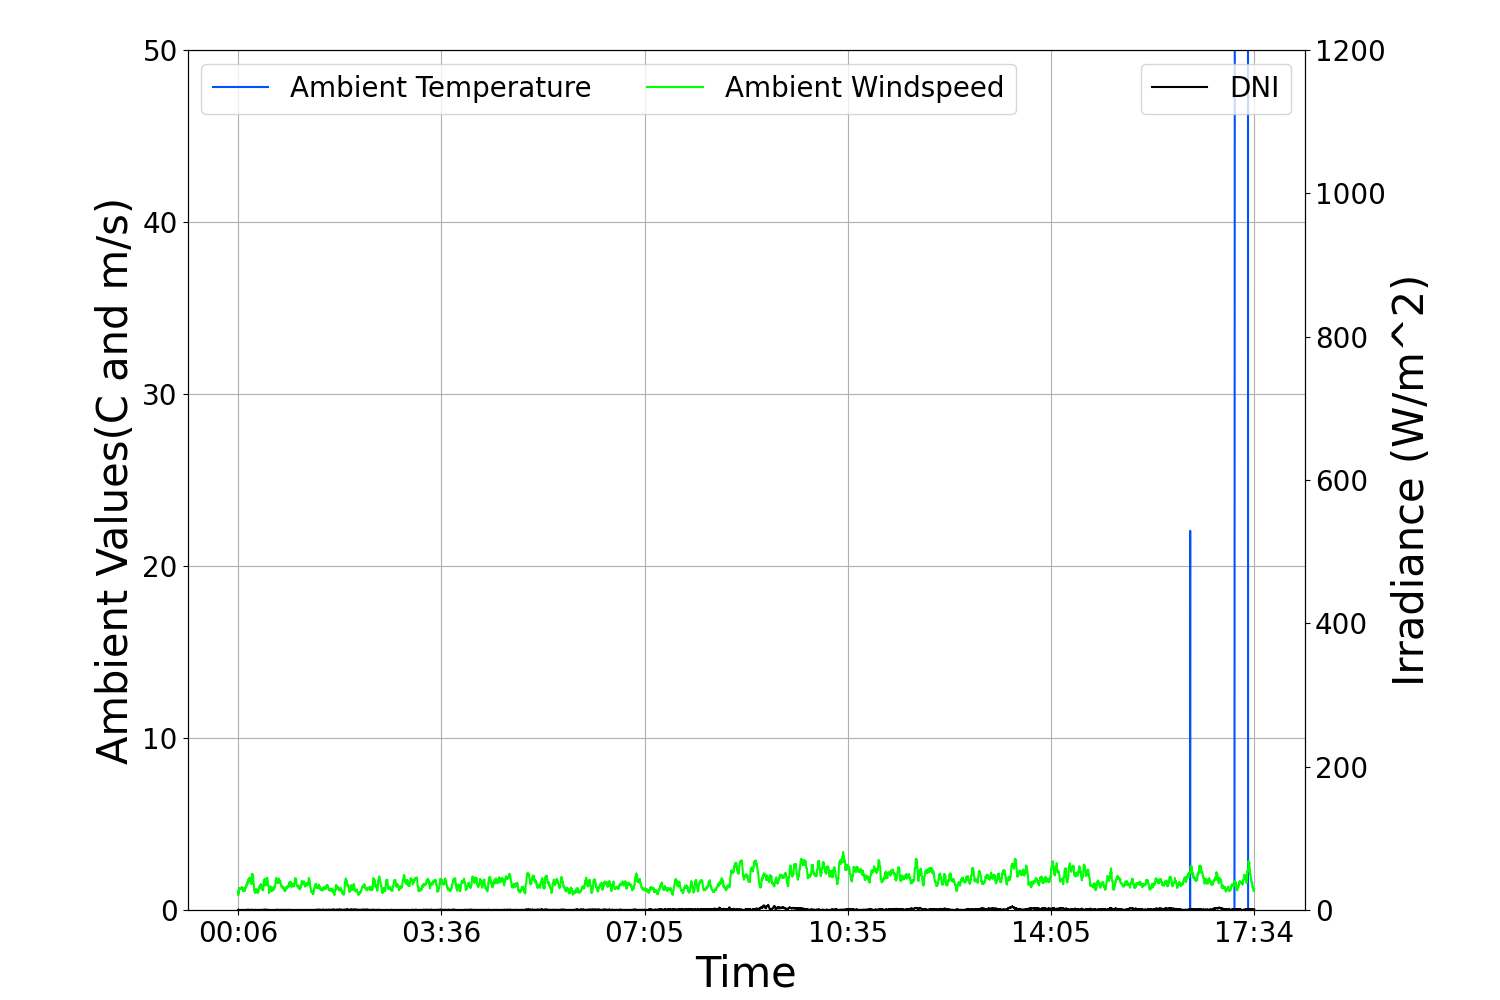 Ambient Temperature
Ambient Windspeed
DNI
Ambient Values(C and m/s)
50
40
30
20
10
0
1200
1000
800
600
400
200
0
Irradiance (W/m^2)
00:06 03:36 07:05 10:35 14:05 17:34
Time